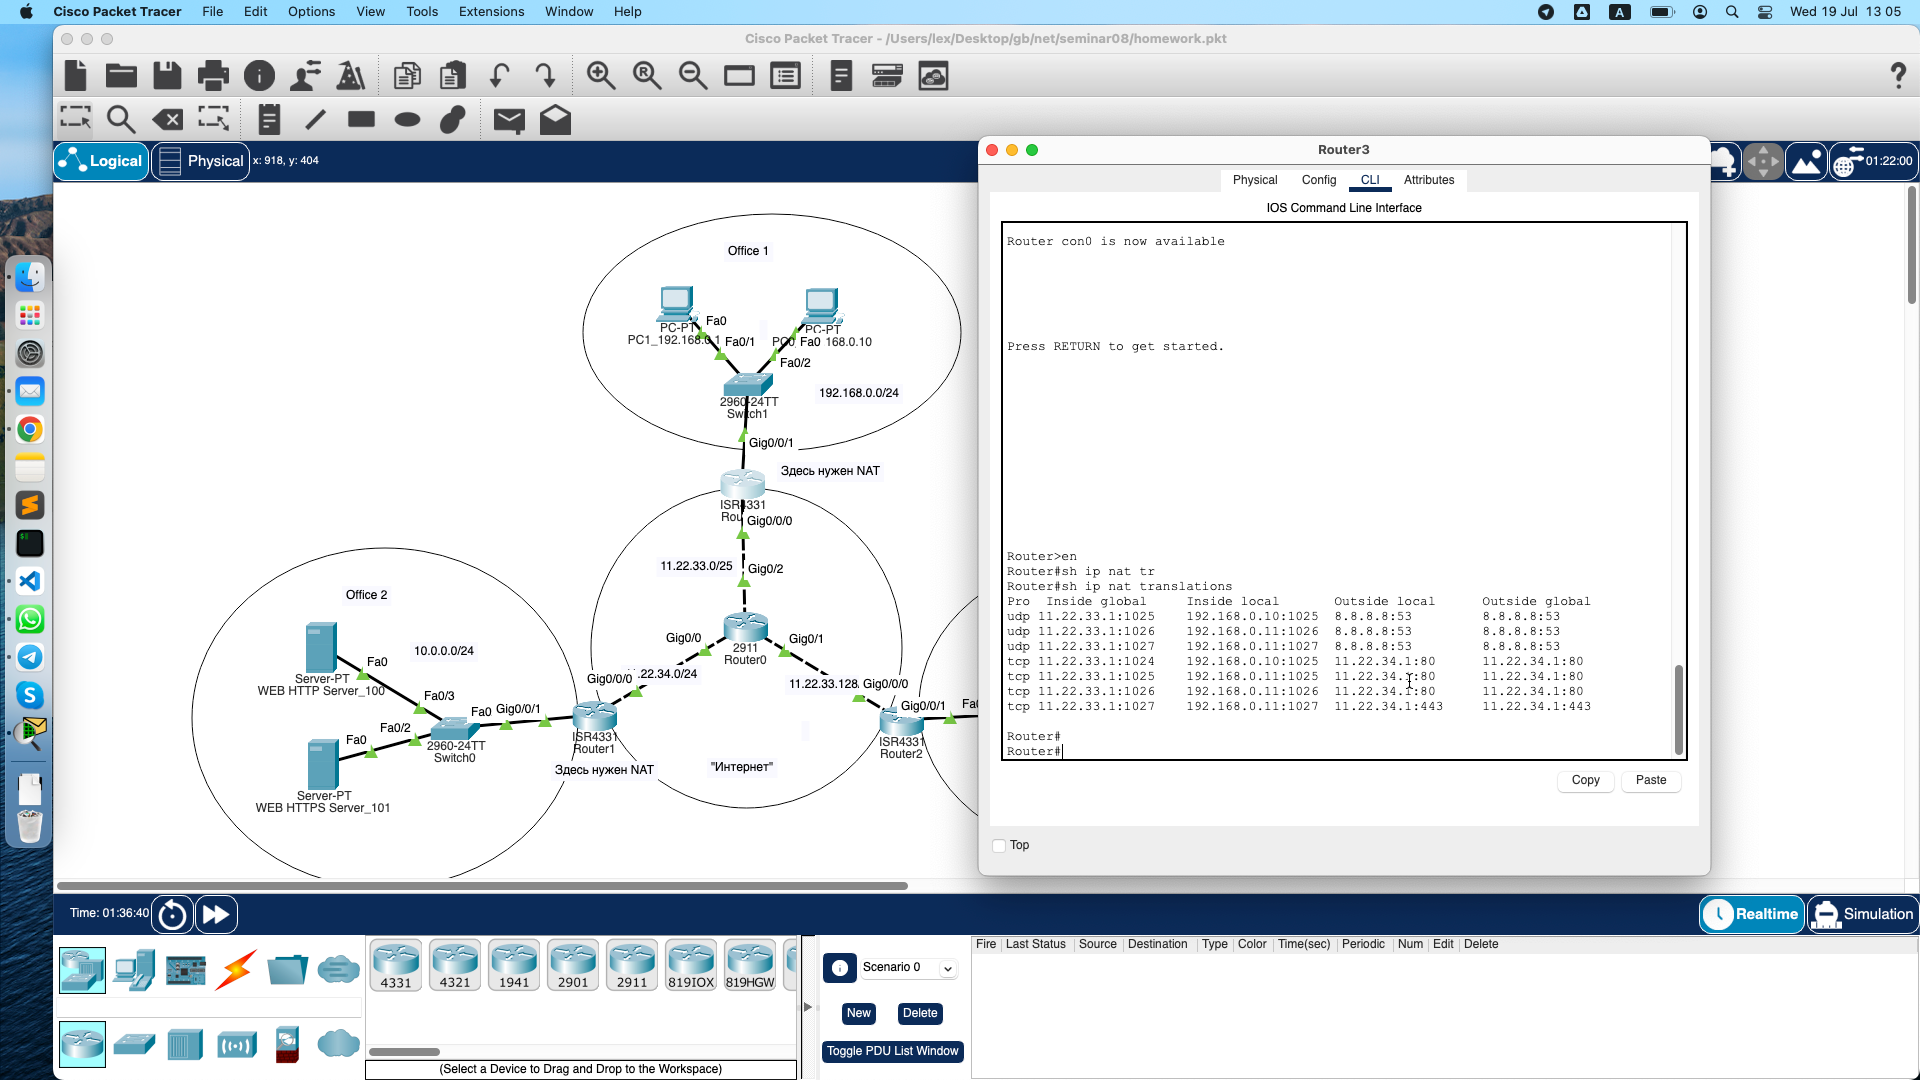 Cisco Packet Tracer File Edit Options View Tools Extensions Window Help
A
Wed 19 Jul 13 05
Cisco Packet Tracer - /Users/lex/Desktop/gb/net/seminar08/homework.pkt
Logical
Physical
x: 918, y: 404
01:22:00
Office 1
PC-PT
PC1_192.168.0.1
Fa0
Fa0/1
PC-PT
PC0
Fa0
168.0.10
Fa0/2
192.168.0.0/24
2960-24TT
Switch1
Gig0/0/1
Здесь нужен NAT
ISR4331
Rou
Gig0/0/0
11.22.33.0/25
Gig0/2
Office 2
10.0.0.0/24
Gig0/0
Gig0/1
2911
Router0
Fa0
Server-PT
WEB HTTP Server_100
Gig0/0/0
.22.34.0/24
11.22.33.128
Gig0/0/0
Fa0/3
Fa0
Gig0/0/1
Gig0/0/1
Fa0/2
Fa0
2960-24TT
Switch0
ISR4331
Router1
ISR4331
Router2
Здесь нужен NAT
"Интернет"
Server-PT
WEB HTTPS Server_101
Router3
Physical Config CLI Attributes
IOS Command Line Interface
Router con0 is now available
Press RETURN to get started.
Router>en
Router#sh ip nat tr
Router#sh ip nat translations
Pro Inside global Inside local Outside local Outside global
udp 11.22.33.1:1025 192.168.0.10:1025 8.8.8.8:53 8.8.8.8:53
udp 11.22.33.1:1026 192.168.0.11:1026 8.8.8.8:53 8.8.8.8:53
udp 11.22.33.1:1027 192.168.0.11:1027 8.8.8.8:53 8.8.8.8:53
tcp 11.22.33.1:1024 192.168.0.10:1025 11.22.34.1:80 11.22.34.1:80
tcp 11.22.33.1:1025 192.168.0.11:1025 11.22.34.1:80 11.22.34.1:80
tcp 11.22.33.1:1026 192.168.0.11:1026 11.22.34.1:80 11.22.34.1:80
tcp 11.22.33.1:1027 192.168.0.11:1027 11.22.34.1:443 11.22.34.1:443
Router#
Router#
Copy
Paste
Top
Time: 01:36:40
Realtime
Simulation
4331 4321 1941 2901 2911 819IOX 819HGW
(Select a Device to Drag and Drop to the Workspace)
Scenario 0
New
Delete
Toggle PDU List Window
Fire Last Status Source Destination Type Color Time(sec) Periodic Num Edit Delete